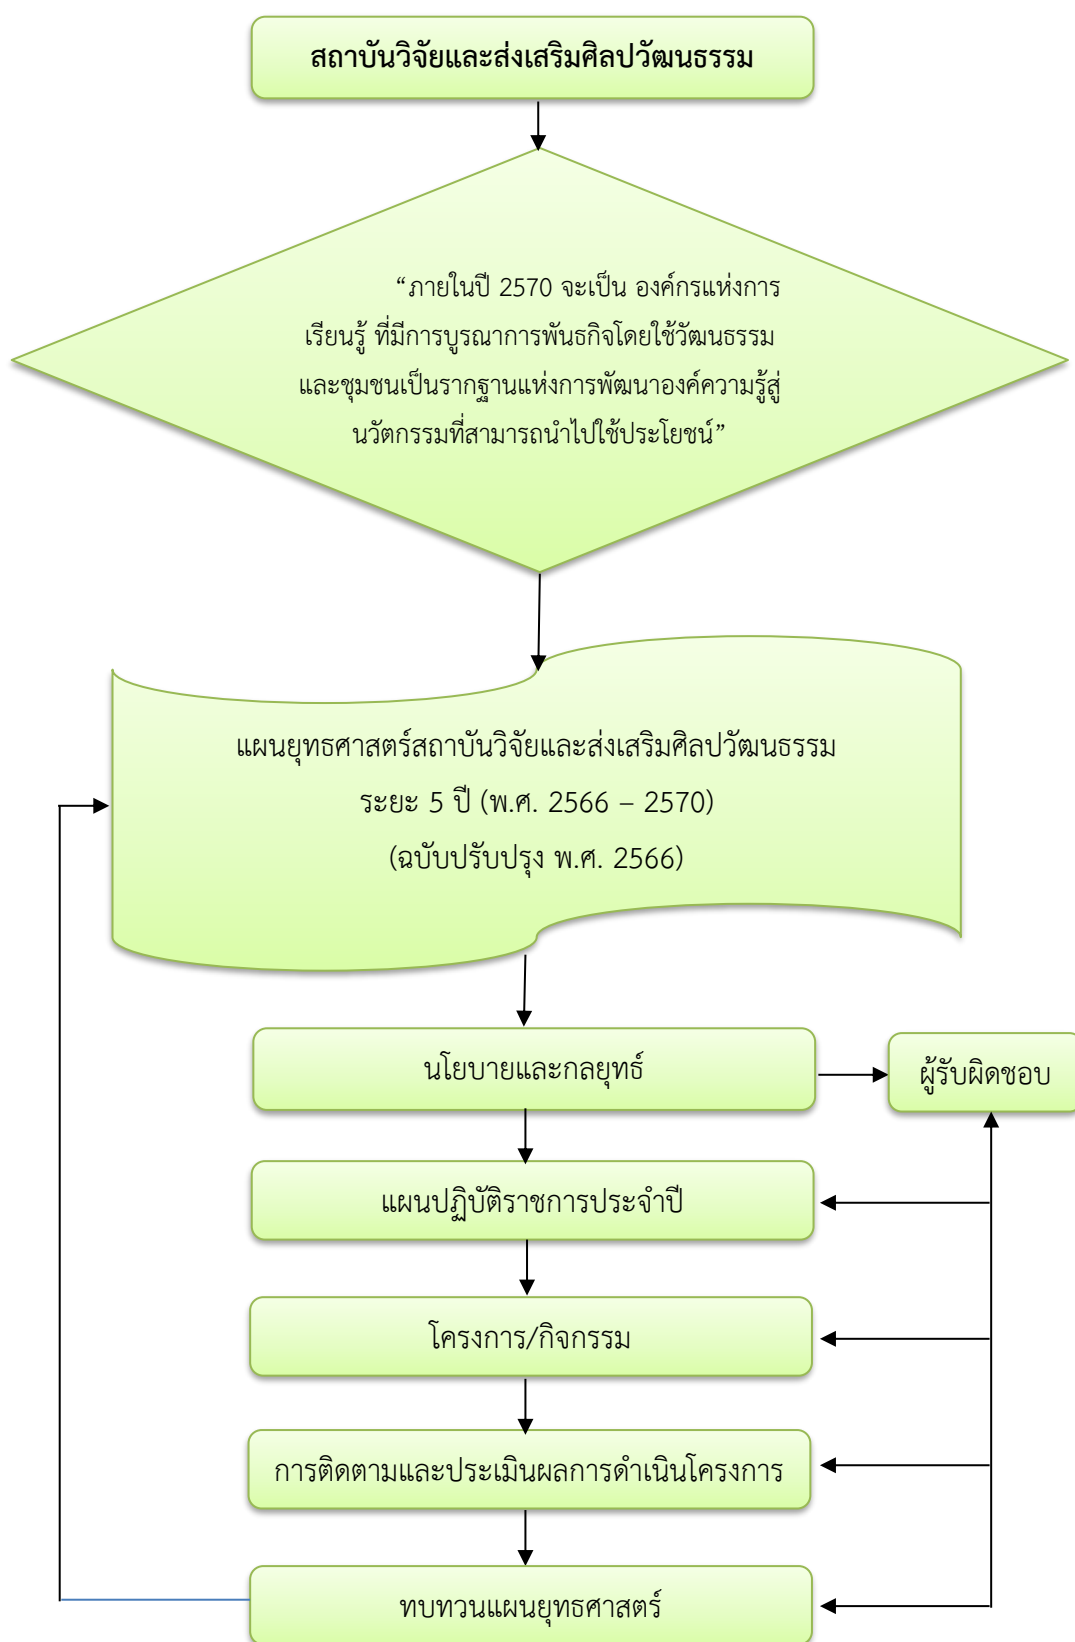 สถาบันวิจัยและส่งเสริมศิลปวัฒนธรรม
“ภายในปี 2570 จะเป็น องค์กรแห่งการ
เรียนรู้ ที่มีการบูรณาการพันธกิจโดยใช้วัฒนธรรม
และชุมชนเป็นรากฐานแห่งการพัฒนาองค์ความรู้สู่
นวัตกรรมที่สามารถนำไปใช้ประโยชน์”
แผนยุทธศาสตร์สถาบันวิจัยและส่งเสริมศิลปวัฒนธรรม
ระยะ 5 ปี (พ.ศ. 2566 – 2570)
(ฉบับปรับปรุง พ.ศ. 2566)
นโยบายและกลยุทธ์
ผู้รับผิดชอบ
แผนปฏิบัติราชการประจำปี
โครงการ/กิจกรรม
การติดตามและประเมินผลการดำเนินโครงการ
ทบทวนแผนยุทธศาสตร์